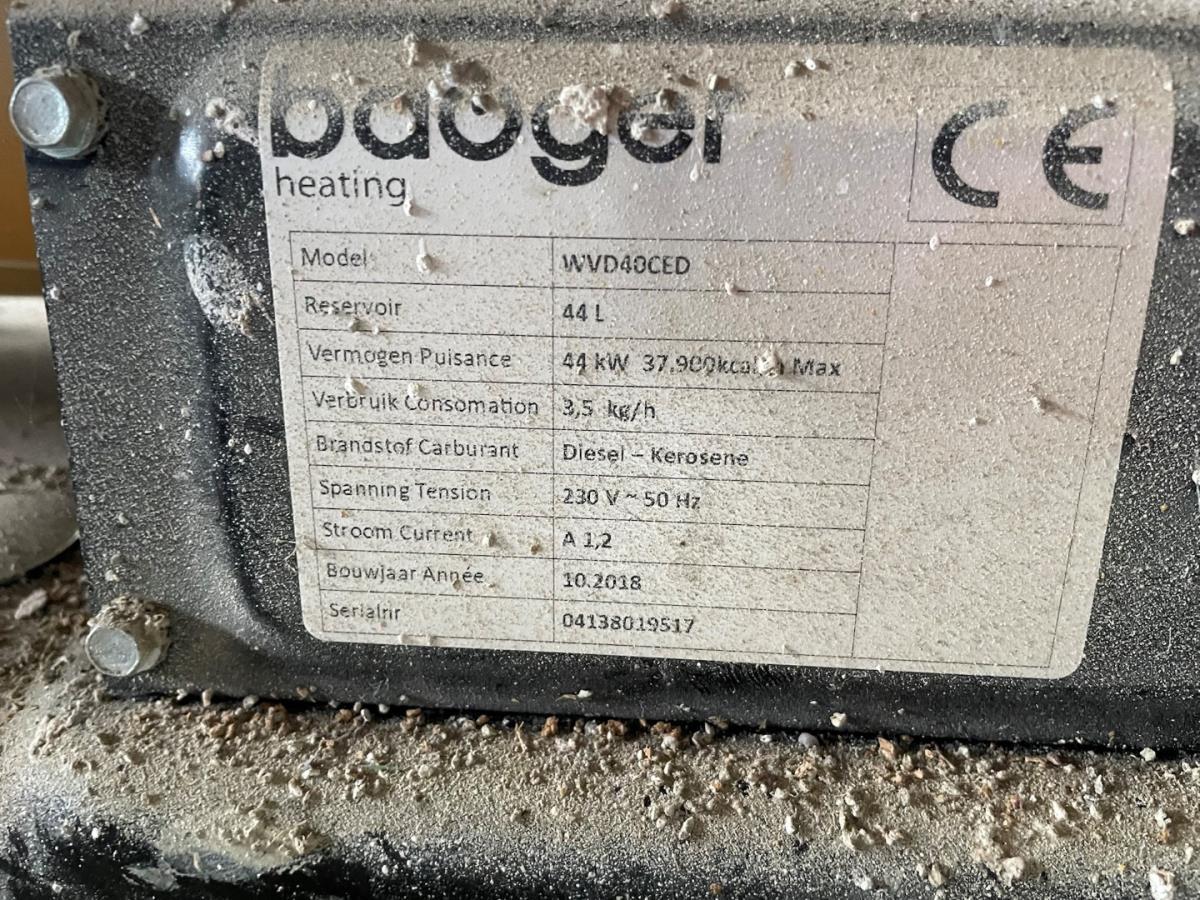 badger
heating
CE
Model WVD40CED
Reservoir 44 L
Vermogen Puisance 44 kW 37.900kcal/h Max
Verbruik Consomation 3,5 kg/h
Brandstof Carburant Diesel – Kerosene
Spanning Tension 230 V ~ 50 Hz
Stroom Current A 1,2
Bouwjaar Année 10.2018
Serialnr 04138019517